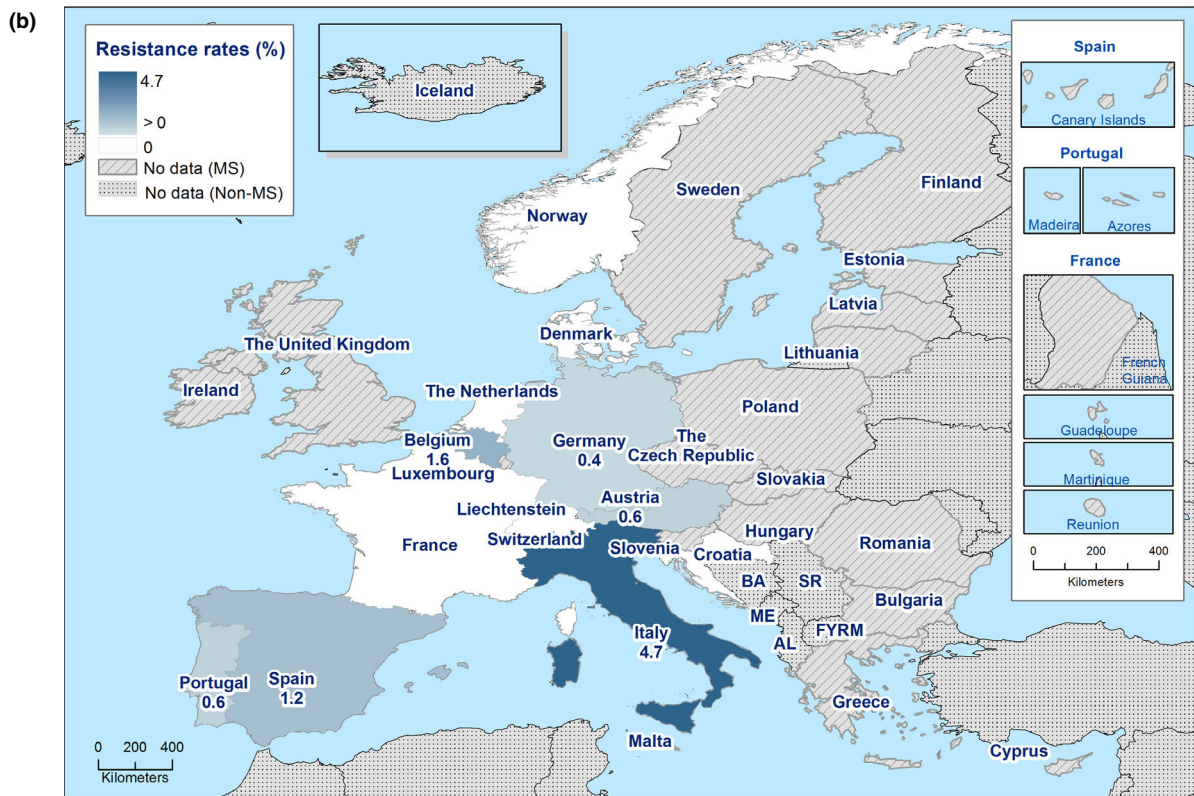 (b)
Resistance rates (%)
4.7
> 0
0
No data (MS)
No data (Non-MS)
Iceland
Norway
Sweden
Finland
Estonia
Latvia
Lithuania
Denmark
The United Kingdom
Ireland
The Netherlands
Belgium
1.6
Luxembourg
Germany
0.4
Poland
The
Czech Republic
Slovakia
Austria
0.6
Liechtenstein
Switzerland
France
Hungary
Slovenia
Croatia
Romania
BA
SR
Bulgaria
ME
FYRM
AL
Italy
4.7
Portugal
0.6
Spain
1.2
Greece
Malta
Cyprus
0 200 400
Kilometers
Spain
Canary Islands
Portugal
Madeira
Azores
France
French
Guiana
Guadeloupe
Martinique
Reunion
0 200 400
Kilometers